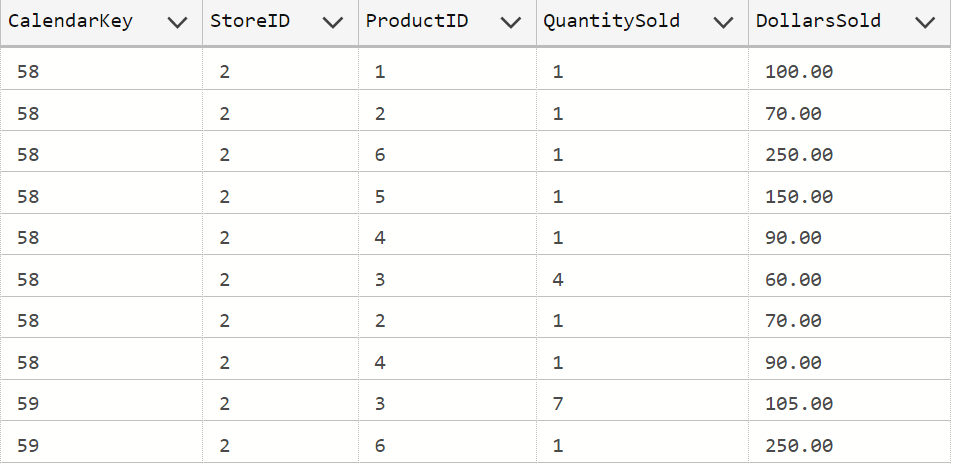 CalendarKey StoreID ProductID QuantitySold DollarsSold
58 2 1 1 100.00
58 2 2 1 70.00
58 2 6 1 250.00
58 2 5 1 150.00
58 2 4 1 90.00
58 2 3 4 60.00
58 2 2 1 70.00
58 2 4 1 90.00
59 2 3 7 105.00
59 2 6 1 250.00